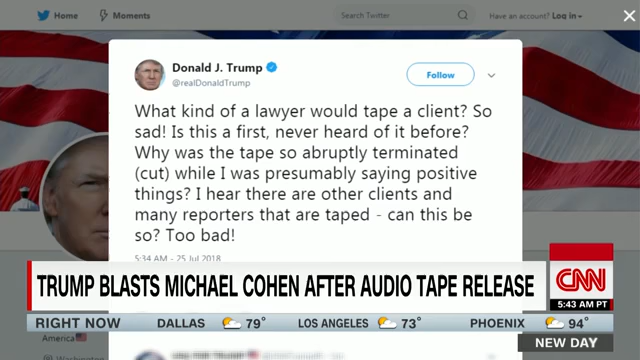 Home Moments Search Twitter Have an account? Log in
Donald J. Trump
@realDonaldTrump
Follow
What kind of a lawyer would tape a client? So
sad! Is this a first, never heard of it before?
Why was the tape so abruptly terminated
(cut) while I was presumably saying positive
things? I hear there are other clients and
many reporters that are taped - can this be
so? Too bad!
5:34 AM - 25 Jul 2018
TRUMP BLASTS MICHAEL COHEN AFTER AUDIO TAPE RELEASE
CNN
5:43 AM PT
RIGHT NOW DALLAS 79° LOS ANGELES 73° PHOENIX 94°
NEW DAY
America
Washington